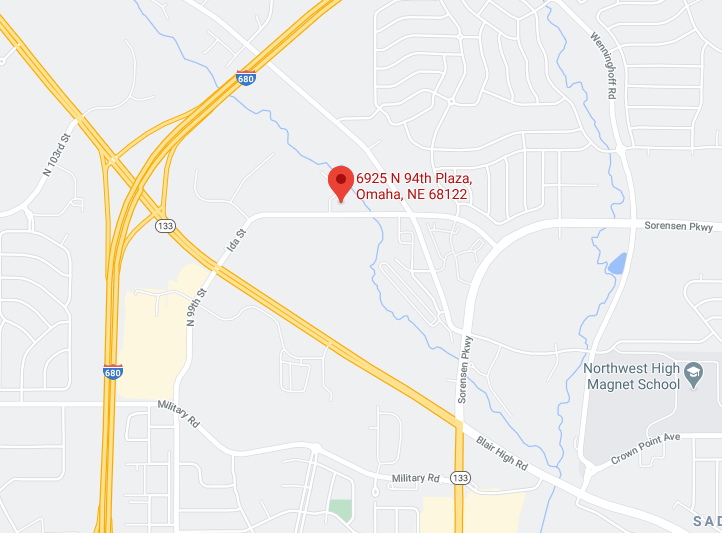 Wenninghoff Rd
680
N 103rd St
6925 N 94th Plaza,
Omaha, NE 68122
133
Ida St
Sorensen Pkwy
N 99th St
680
Sorensen Pkwy
Northwest High
Magnet School
Military Rd
Blair High Rd
Crown Point Ave
Military Rd
133
SAD